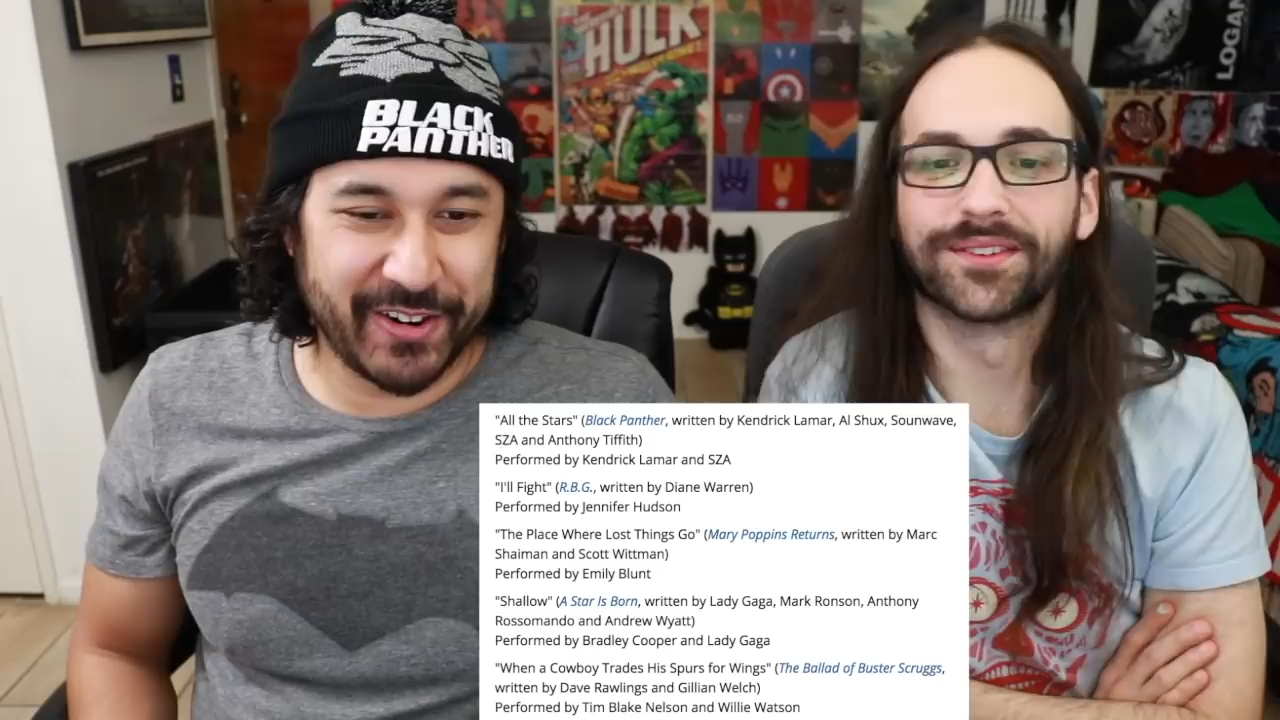 HULK
LOGAN
BLACK
PANTHER
"All the Stars" (Black Panther, written by Kendrick Lamar, Al Shux, Sounwave,
SZA and Anthony Tiffith)
Performed by Kendrick Lamar and SZA
"I'll Fight" (R.B.G., written by Diane Warren)
Performed by Jennifer Hudson
"The Place Where Lost Things Go" (Mary Poppins Returns, written by Marc
Shaiman and Scott Wittman)
Performed by Emily Blunt
"Shallow" (A Star Is Born, written by Lady Gaga, Mark Ronson, Anthony
Rossomando and Andrew Wyatt)
Performed by Bradley Cooper and Lady Gaga
"When a Cowboy Trades His Spurs for Wings" (The Ballad of Buster Scruggs,
written by Dave Rawlings and Gillian Welch)
Performed by Tim Blake Nelson and Willie Watson